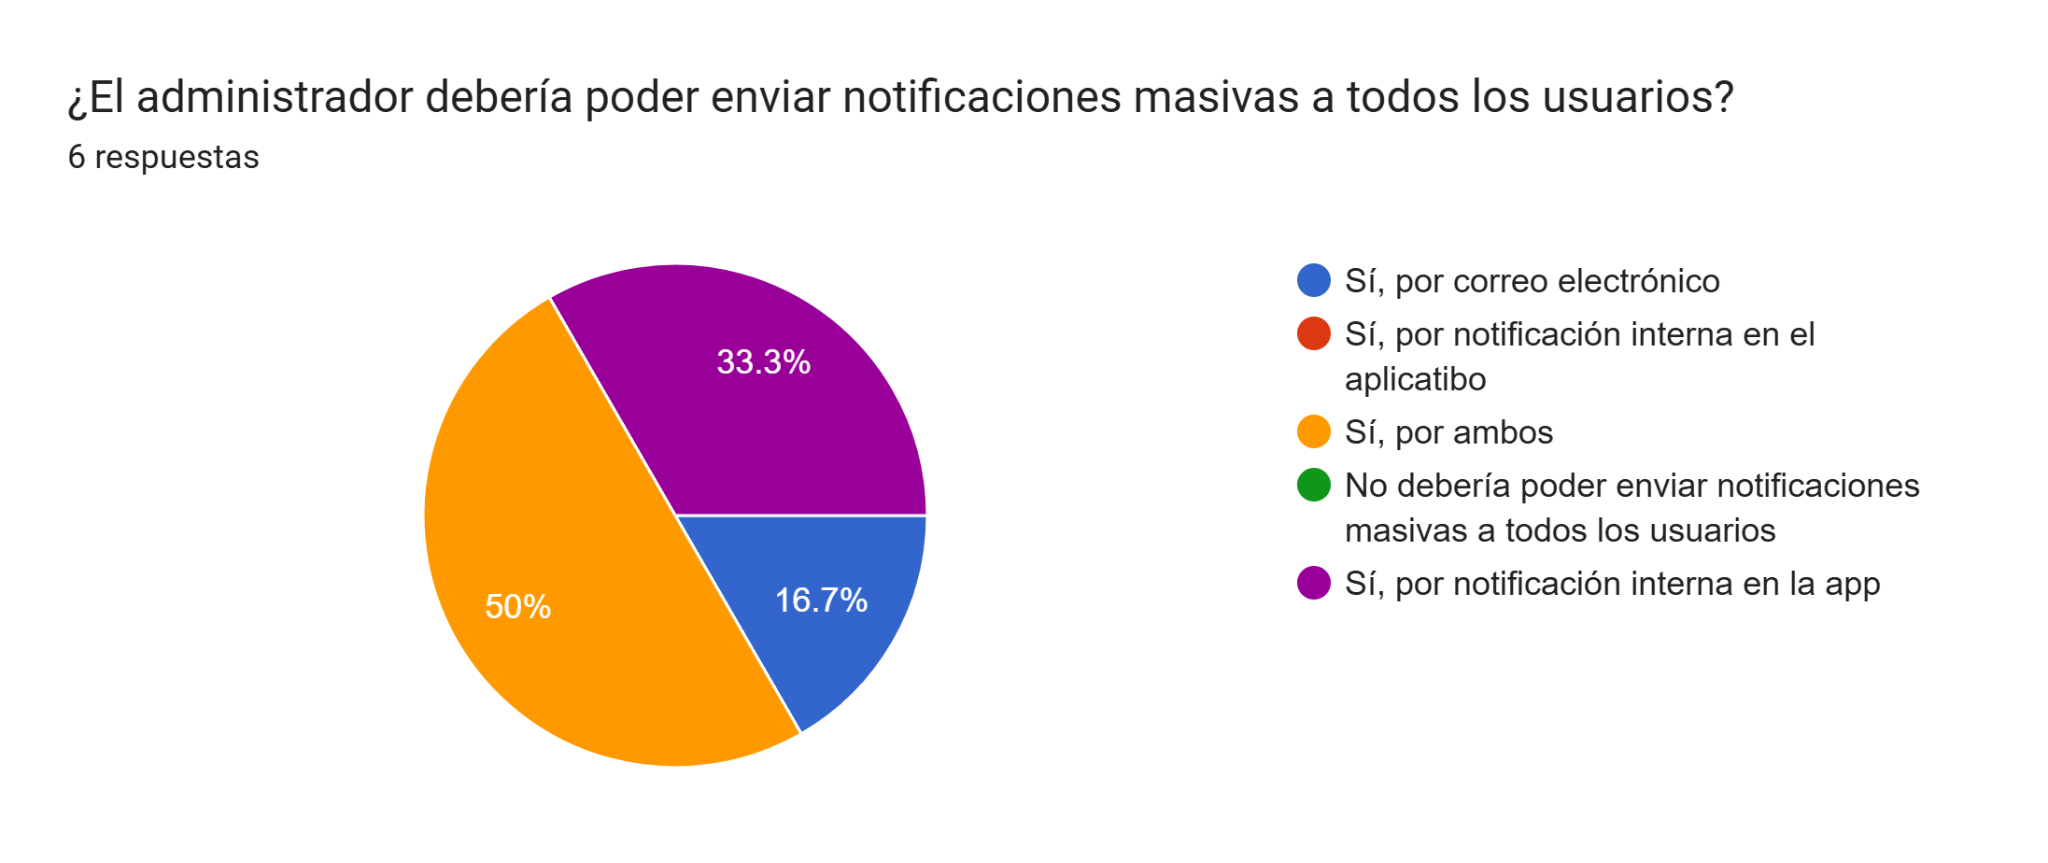 ¿El administrador debería poder enviar notificaciones masivas a todos los usuarios?
6 respuestas
33.3%
50%
16.7%
Sí, por correo electrónico
Sí, por notificación interna en el
aplicatibo
Sí, por ambos
No debería poder enviar notificaciones
masivas a todos los usuarios
Sí, por notificación interna en la app